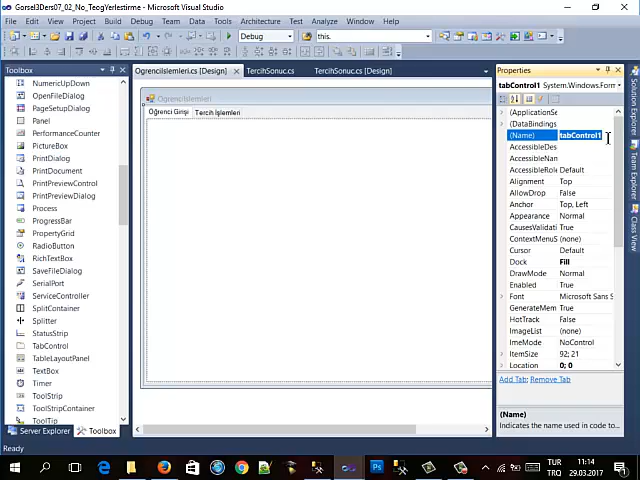 Gorsel3Ders07_02_No_TeogYerlestirme - Microsoft Visual Studio
File Edit View Project Build Debug Team Data Tools Architecture Test Analyze Window Help
Debug this.
Toolbox
OgrenciIslemleri.cs [Design] TercihSonuc.cs TercihSonuc.cs [Design]
Properties
tabControl1 System.Windows.Form
NumericUpDown
OpenFileDialog
PageSetupDialog
Panel
PerformanceCounter
PictureBox
PrintDialog
PrintDocument
PrintPreviewControl
PrintPreviewDialog
Process
ProgressBar
PropertyGrid
RadioButton
RichTextBox
SaveFileDialog
SerialPort
ServiceController
SplitContainer
Splitter
StatusStrip
TabControl
TableLayoutPanel
TextBox
Timer
ToolStrip
ToolStripContainer
ToolTip
Server Explorer Toolbox
OgrenciIslemleri
Öğrenci Girişi Tercih İşlemleri
(ApplicationSe
(DataBindings
(Name) tabControl1
AccessibleDes
AccessibleNan
AccessibleRole Default
Alignment Top
AllowDrop False
Anchor Top, Left
Appearance Normal
CausesValidati True
ContextMenuS (none)
Cursor Default
Dock Fill
DrawMode Normal
Enabled True
Font Microsoft Sans S
GenerateMem True
HotTrack False
ImageList (none)
ImeMode NoControl
ItemSize 92; 21
Location 0; 0
Add Tab; Remove Tab
(Name)
Indicates the name used in code to...
Solution Explorer
Team Explorer
Class View
Ready
TUR
TRQ
11:14
29.03.2017